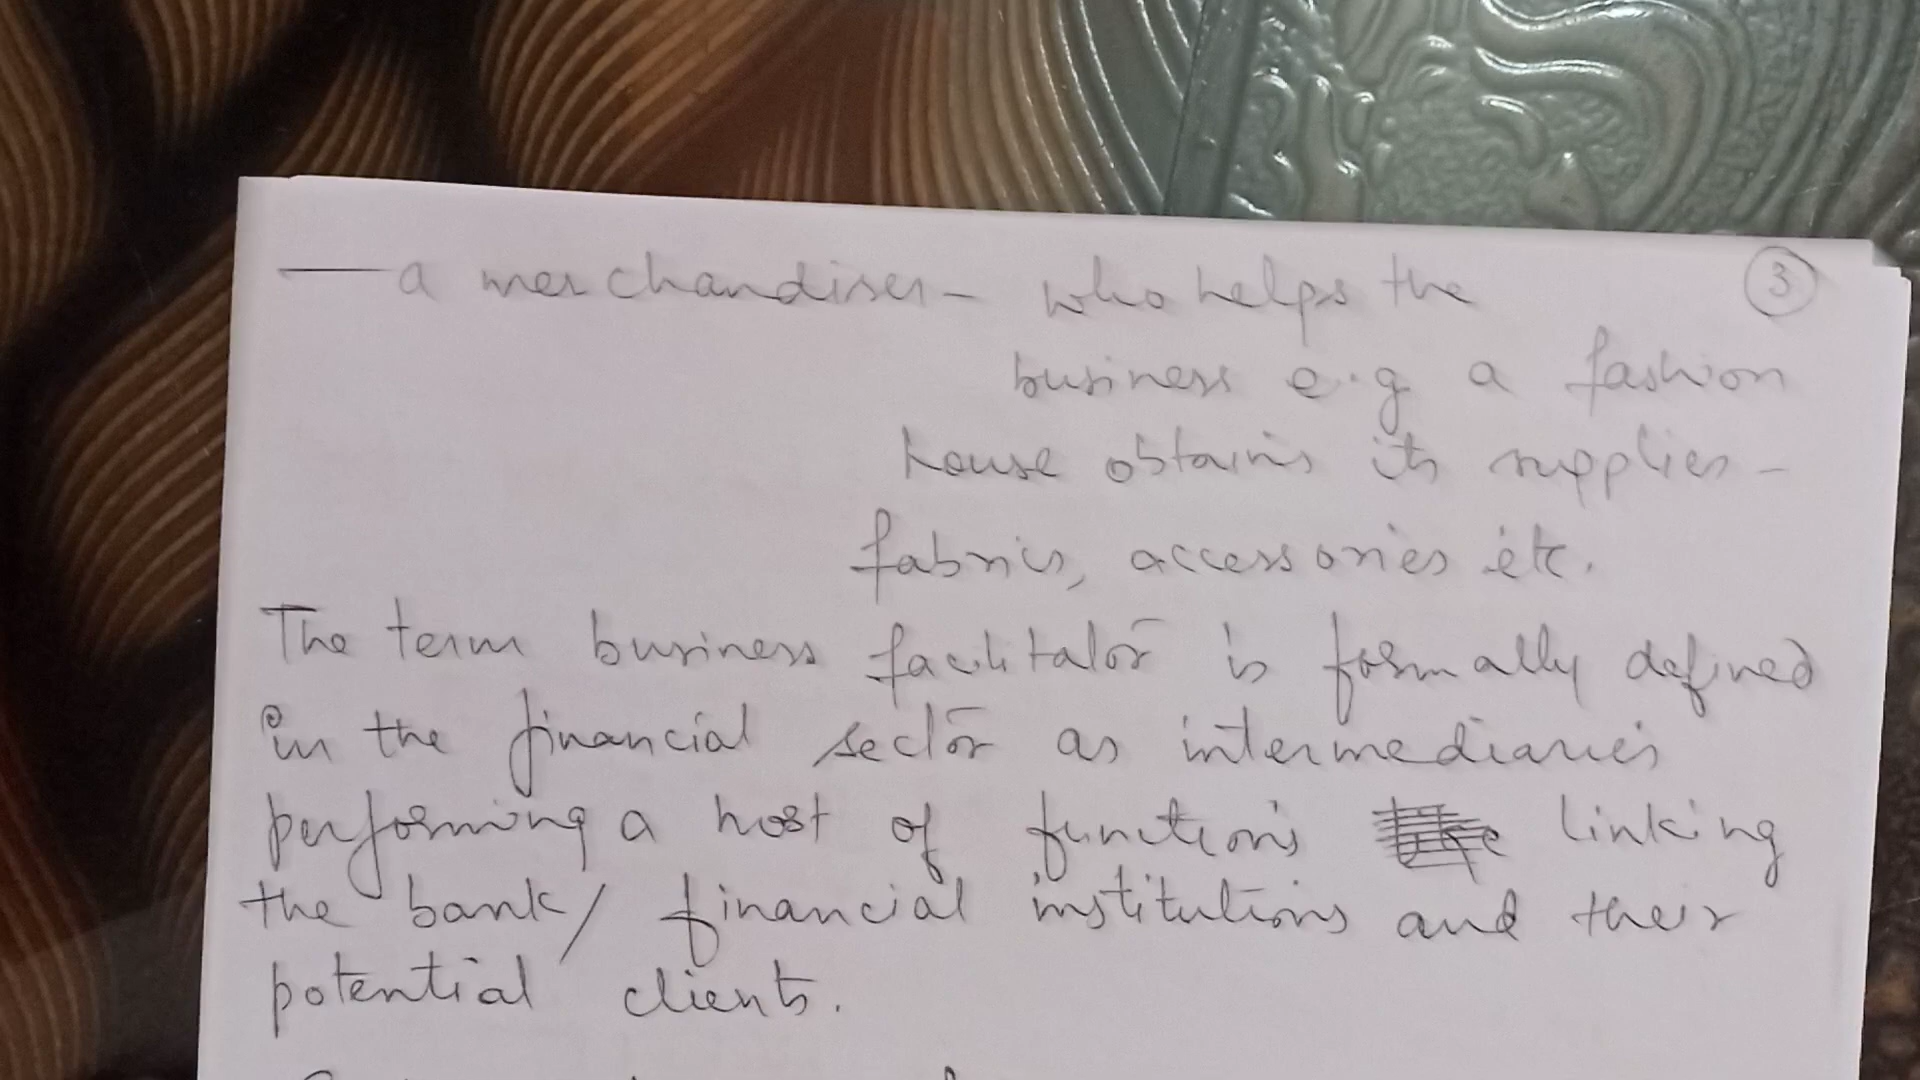 — a merchandiser - who helps the ③
business e.g a fashion
house obtains its supplies -
fabrics, accessories etc.
The term business facilitator is formally defined
in the financial sector as intermediaries
performing a host of functions linking
the bank/ financial institutions and their
potential clients.